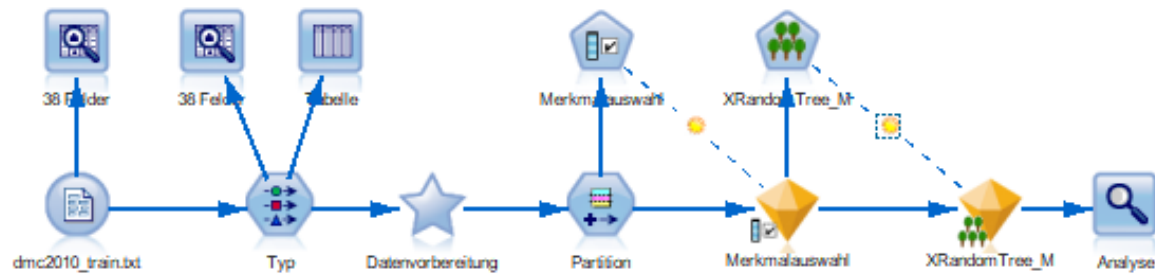 38 Felder
38 Felder
Tabelle
Merkmalauswahl
XRandomTree_M
dmc2010_train.txt
Typ
Datenvorbereitung
Partition
Merkmalauswahl
XRandomTree_M
Analyse